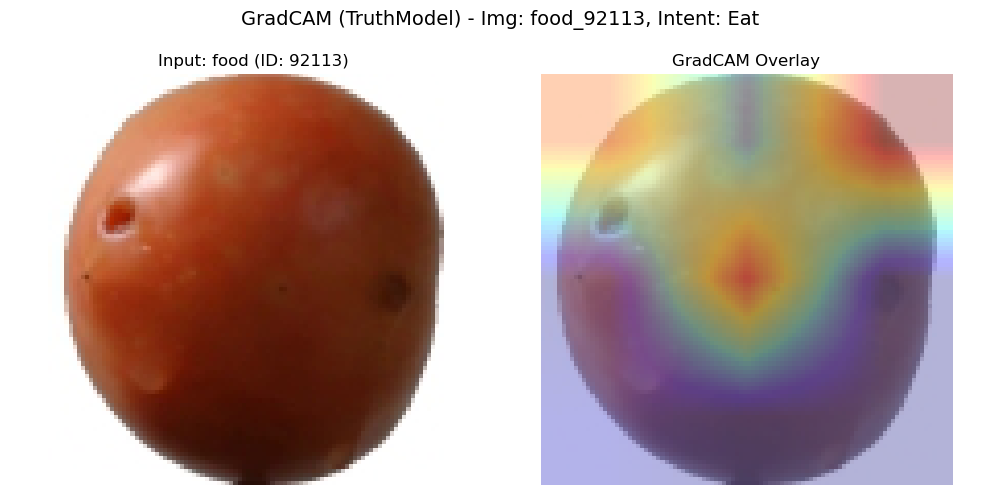 GradCAM (TruthModel) - Img: food_92113, Intent: Eat
Input: food (ID: 92113)
GradCAM Overlay